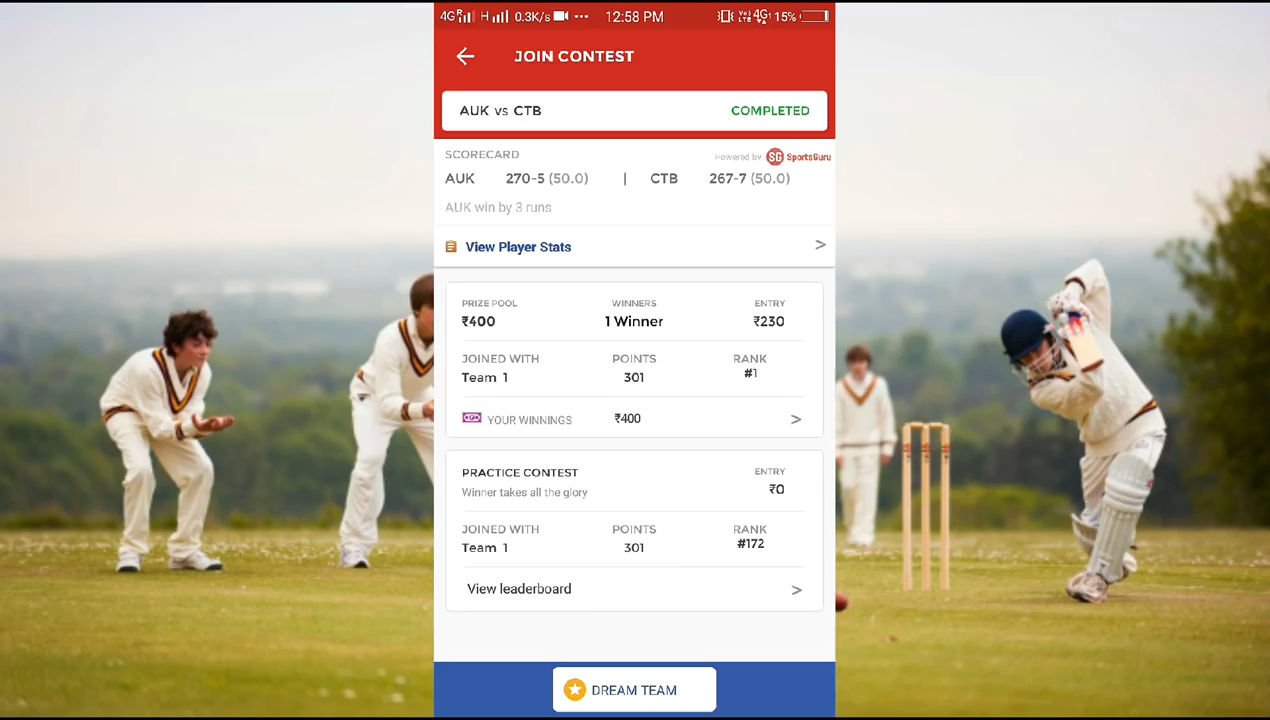 4G R H 0.3K/s ... 12:58 PM 4G 15%
JOIN CONTEST
AUK vs CTB COMPLETED
SCORECARD Powered by SG SportsGuru
AUK 270-5 (50.0) | CTB 267-7 (50.0)
AUK win by 3 runs
View Player Stats >
PRIZE POOL WINNERS ENTRY
₹400 1 Winner ₹230
JOINED WITH POINTS RANK
Team 1 301 #1
YOUR WINNINGS ₹400 >
PRACTICE CONTEST ENTRY
Winner takes all the glory ₹0
JOINED WITH POINTS RANK
Team 1 301 #172
View leaderboard >
DREAM TEAM